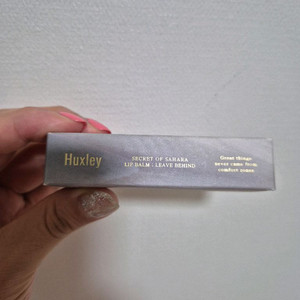 Huxley
SECRET OF SAHARA
LIP BALM : LEAVE BEHIND
Great things
never came from
comfort zones